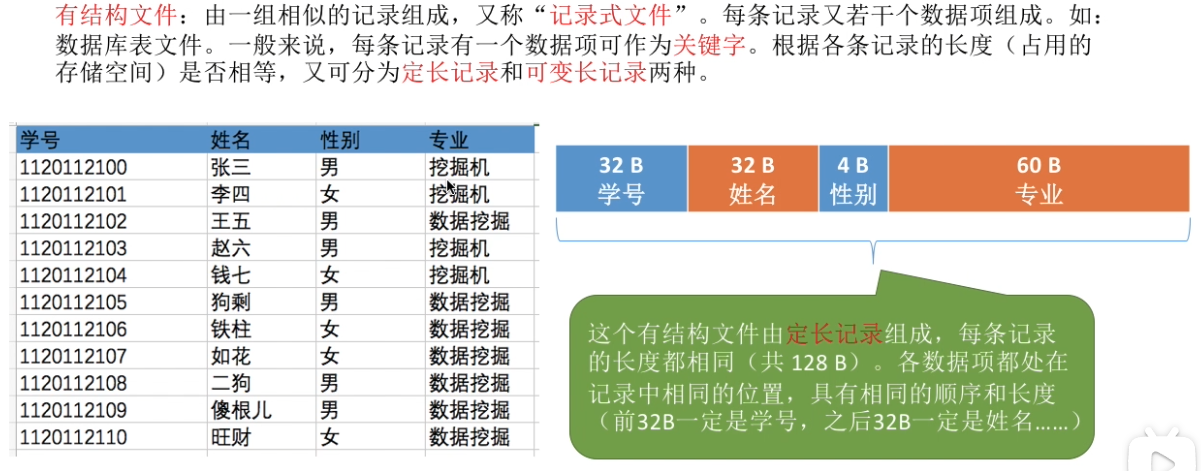 有结构文件：由一组相似的记录组成，又称“记录式文件”。每条记录又若干个数据项组成。如：
数据库表文件。一般来说，每条记录有一个数据项可作为关键字。根据各条记录的长度（占用的
存储空间）是否相等，又可分为定长记录和可变长记录两种。
学号 姓名 性别 专业
1120112100 张三 男 挖掘机
1120112101 李四 女 挖掘机
1120112102 王五 男 数据挖掘
1120112103 赵六 男 挖掘机
1120112104 钱七 女 挖掘机
1120112105 狗剩 男 数据挖掘
1120112106 铁柱 女 数据挖掘
1120112107 如花 女 数据挖掘
1120112108 二狗 男 数据挖掘
1120112109 傻根儿 男 数据挖掘
1120112110 旺财 女 数据挖掘
32 B 32 B 4 B 60 B
学号 姓名 性别 专业
这个有结构文件由定长记录组成，每条记录
的长度都相同（共 128 B）。各数据项都处在
记录中相同的位置，具有相同的顺序和长度
（前32B一定是学号，之后32B一定是姓名……）